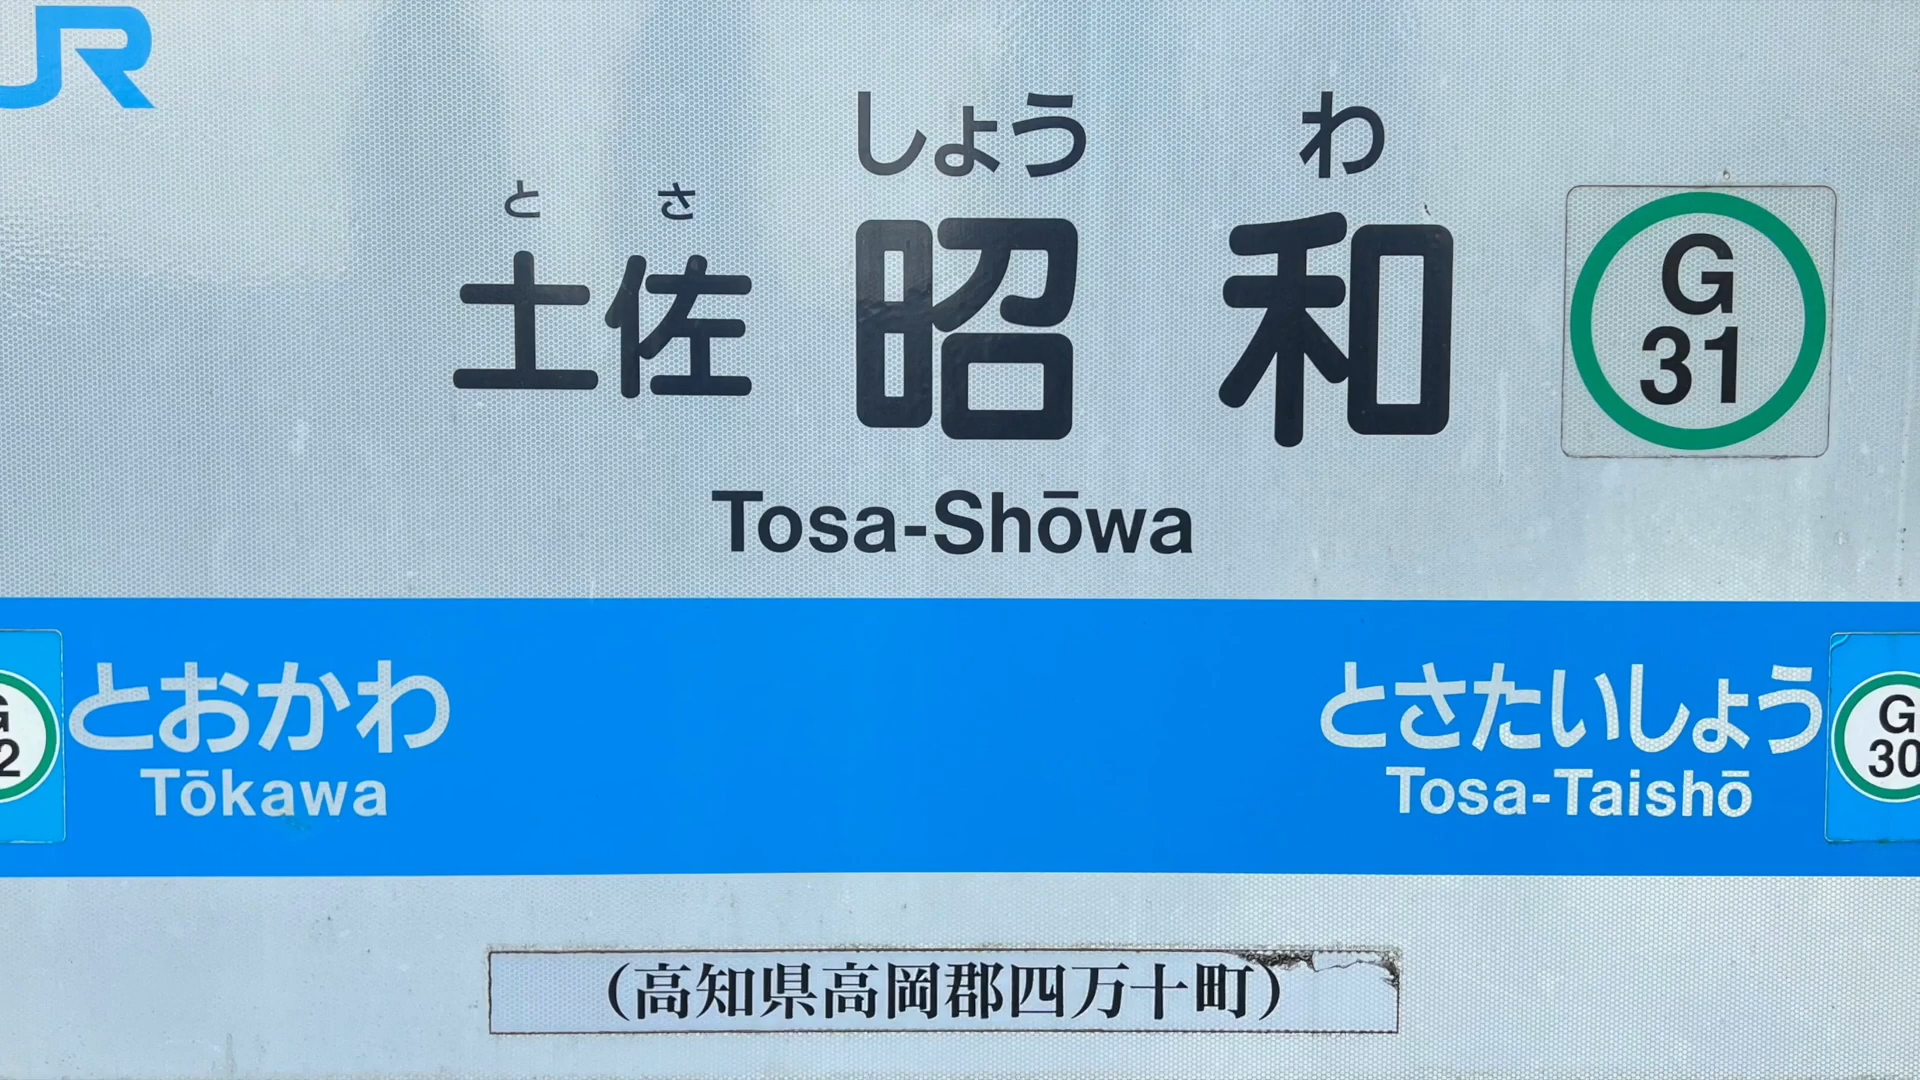 JR
しょう わ
と さ
土佐 昭和
G
31
Tosa-Shōwa
とおかわ
Tōkawa
とさたいしょう
Tosa-Taishō
G
30
(高知県高岡郡四万十町)